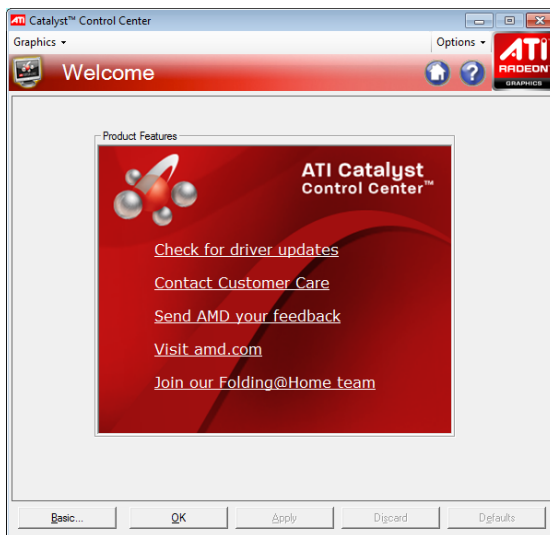 ATI Catalyst™ Control Center
Graphics Options
ATI
RADEON
GRAPHICS
Welcome
Product Features
ATI Catalyst
Control Center™
Check for driver updates
Contact Customer Care
Send AMD your feedback
Visit amd.com
Join our Folding@Home team
Basic... OK Apply Discard Defaults